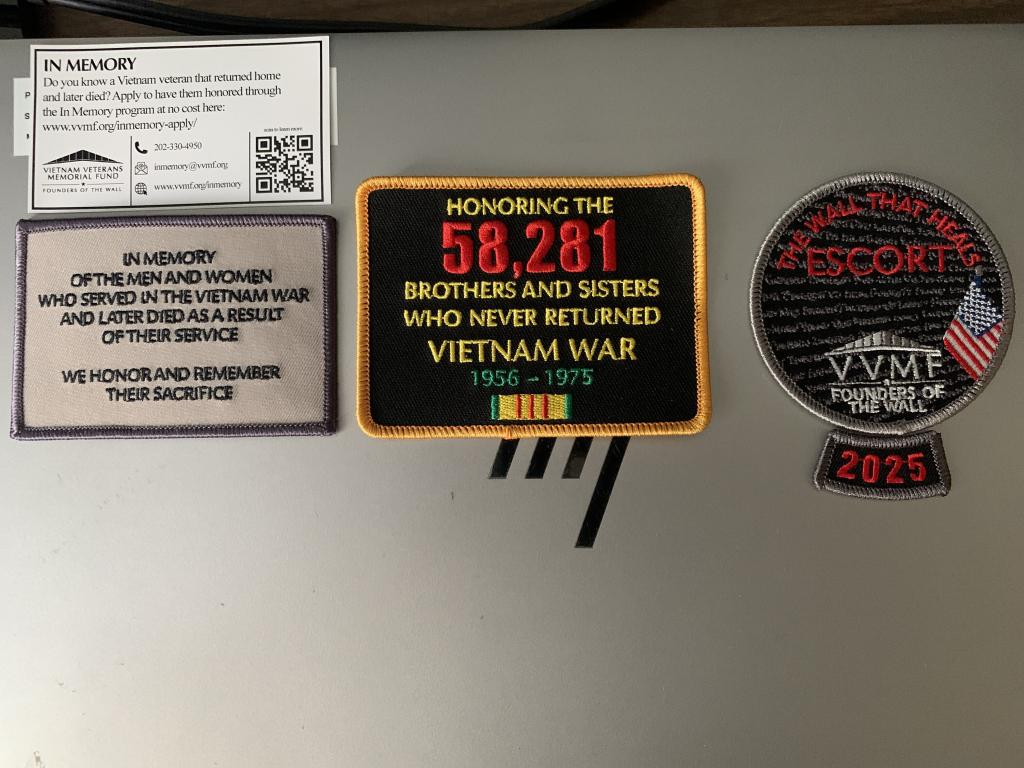 IN MEMORY
Do you know a Vietnam veteran that returned home
and later died? Apply to have them honored through
the In Memory program at no cost here:
www.vvmf.org/inmemory-apply/
scan to learn more
VIETNAM VETERANS
MEMORIAL FUND
FOUNDERS OF THE WALL
202-330-4950
inmemory@vvmf.org
www.vvmf.org/inmemory
P
S
IN MEMORY
OF THE MEN AND WOMEN
WHO SERVED IN THE VIETNAM WAR
AND LATER DIED AS A RESULT
OF THEIR SERVICE
WE HONOR AND REMEMBER
THEIR SACRIFICE
HONORING THE
58,281
BROTHERS AND SISTERS
WHO NEVER RETURNED
VIETNAM WAR
1956 - 1975
THE WALL THAT HEALS
ESCORT
VVMF
FOUNDERS OF
THE WALL
2025